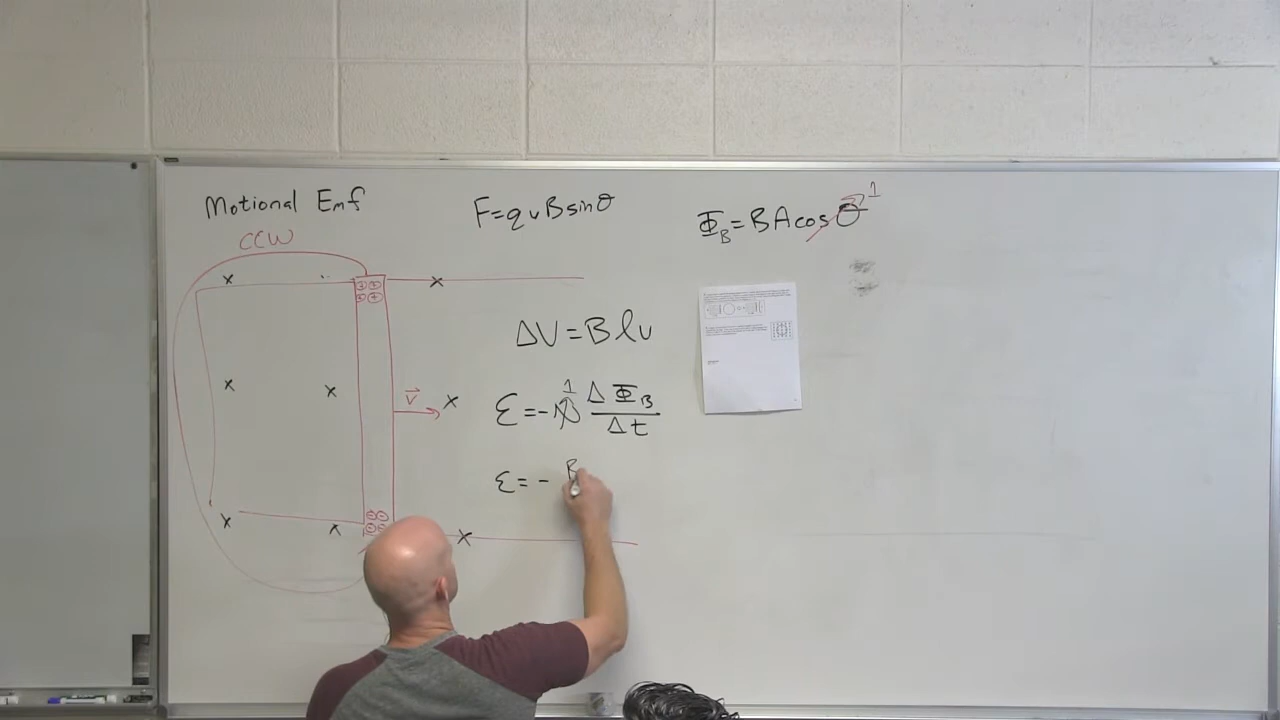 Motional Emf
CCW
F=qvBsinθ
Φ_B=BAcosθ 1
ΔV=Blv
v
ε=-N 1 ΔΦ_B/Δt
ε=- B